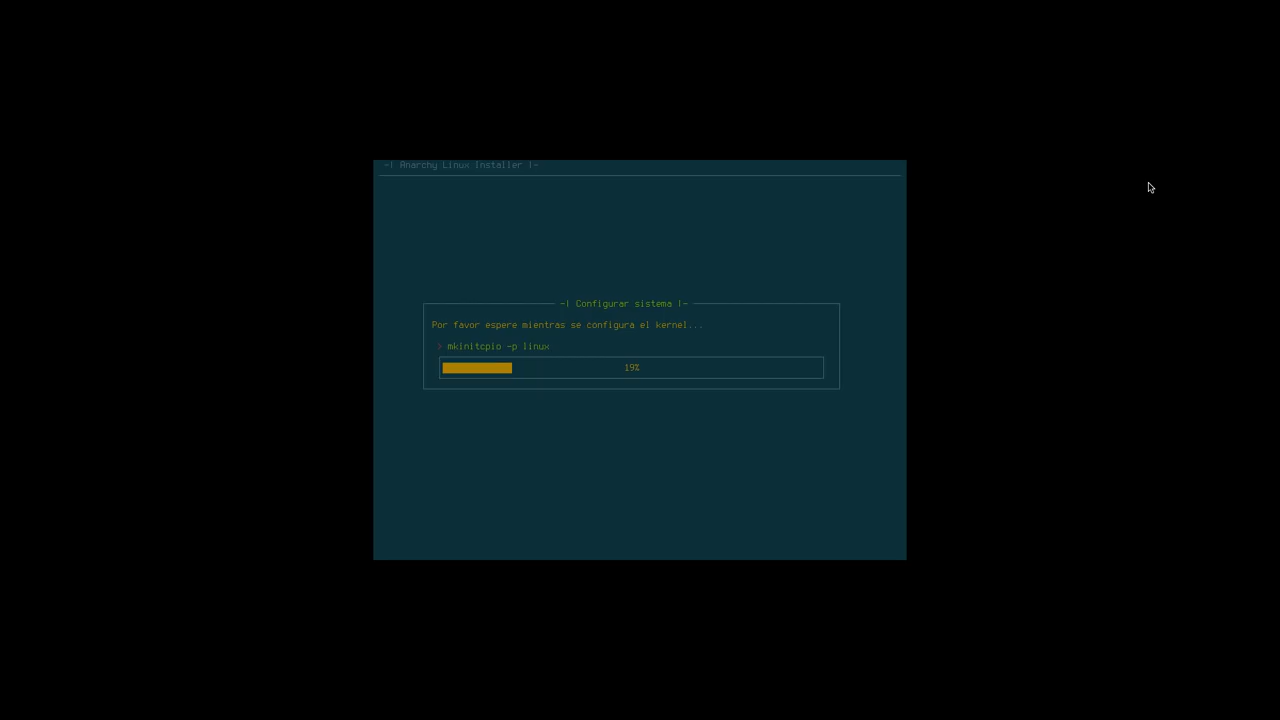 -| Anarchy Linux Installer |-
-| Configurar sistema |-
Por favor espere mientras se configura el kernel...
> mkinitcpio -p linux
19%